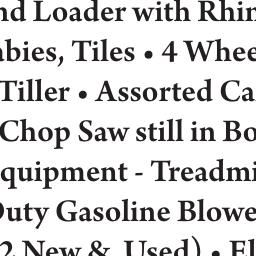 nd Loader with Rhin
abies, Tiles • 4 Whee
Tiller • Assorted Ca
Chop Saw still in Bo
quipment - Treadmi
Duty Gasoline Blowe
2 New & Used) • El